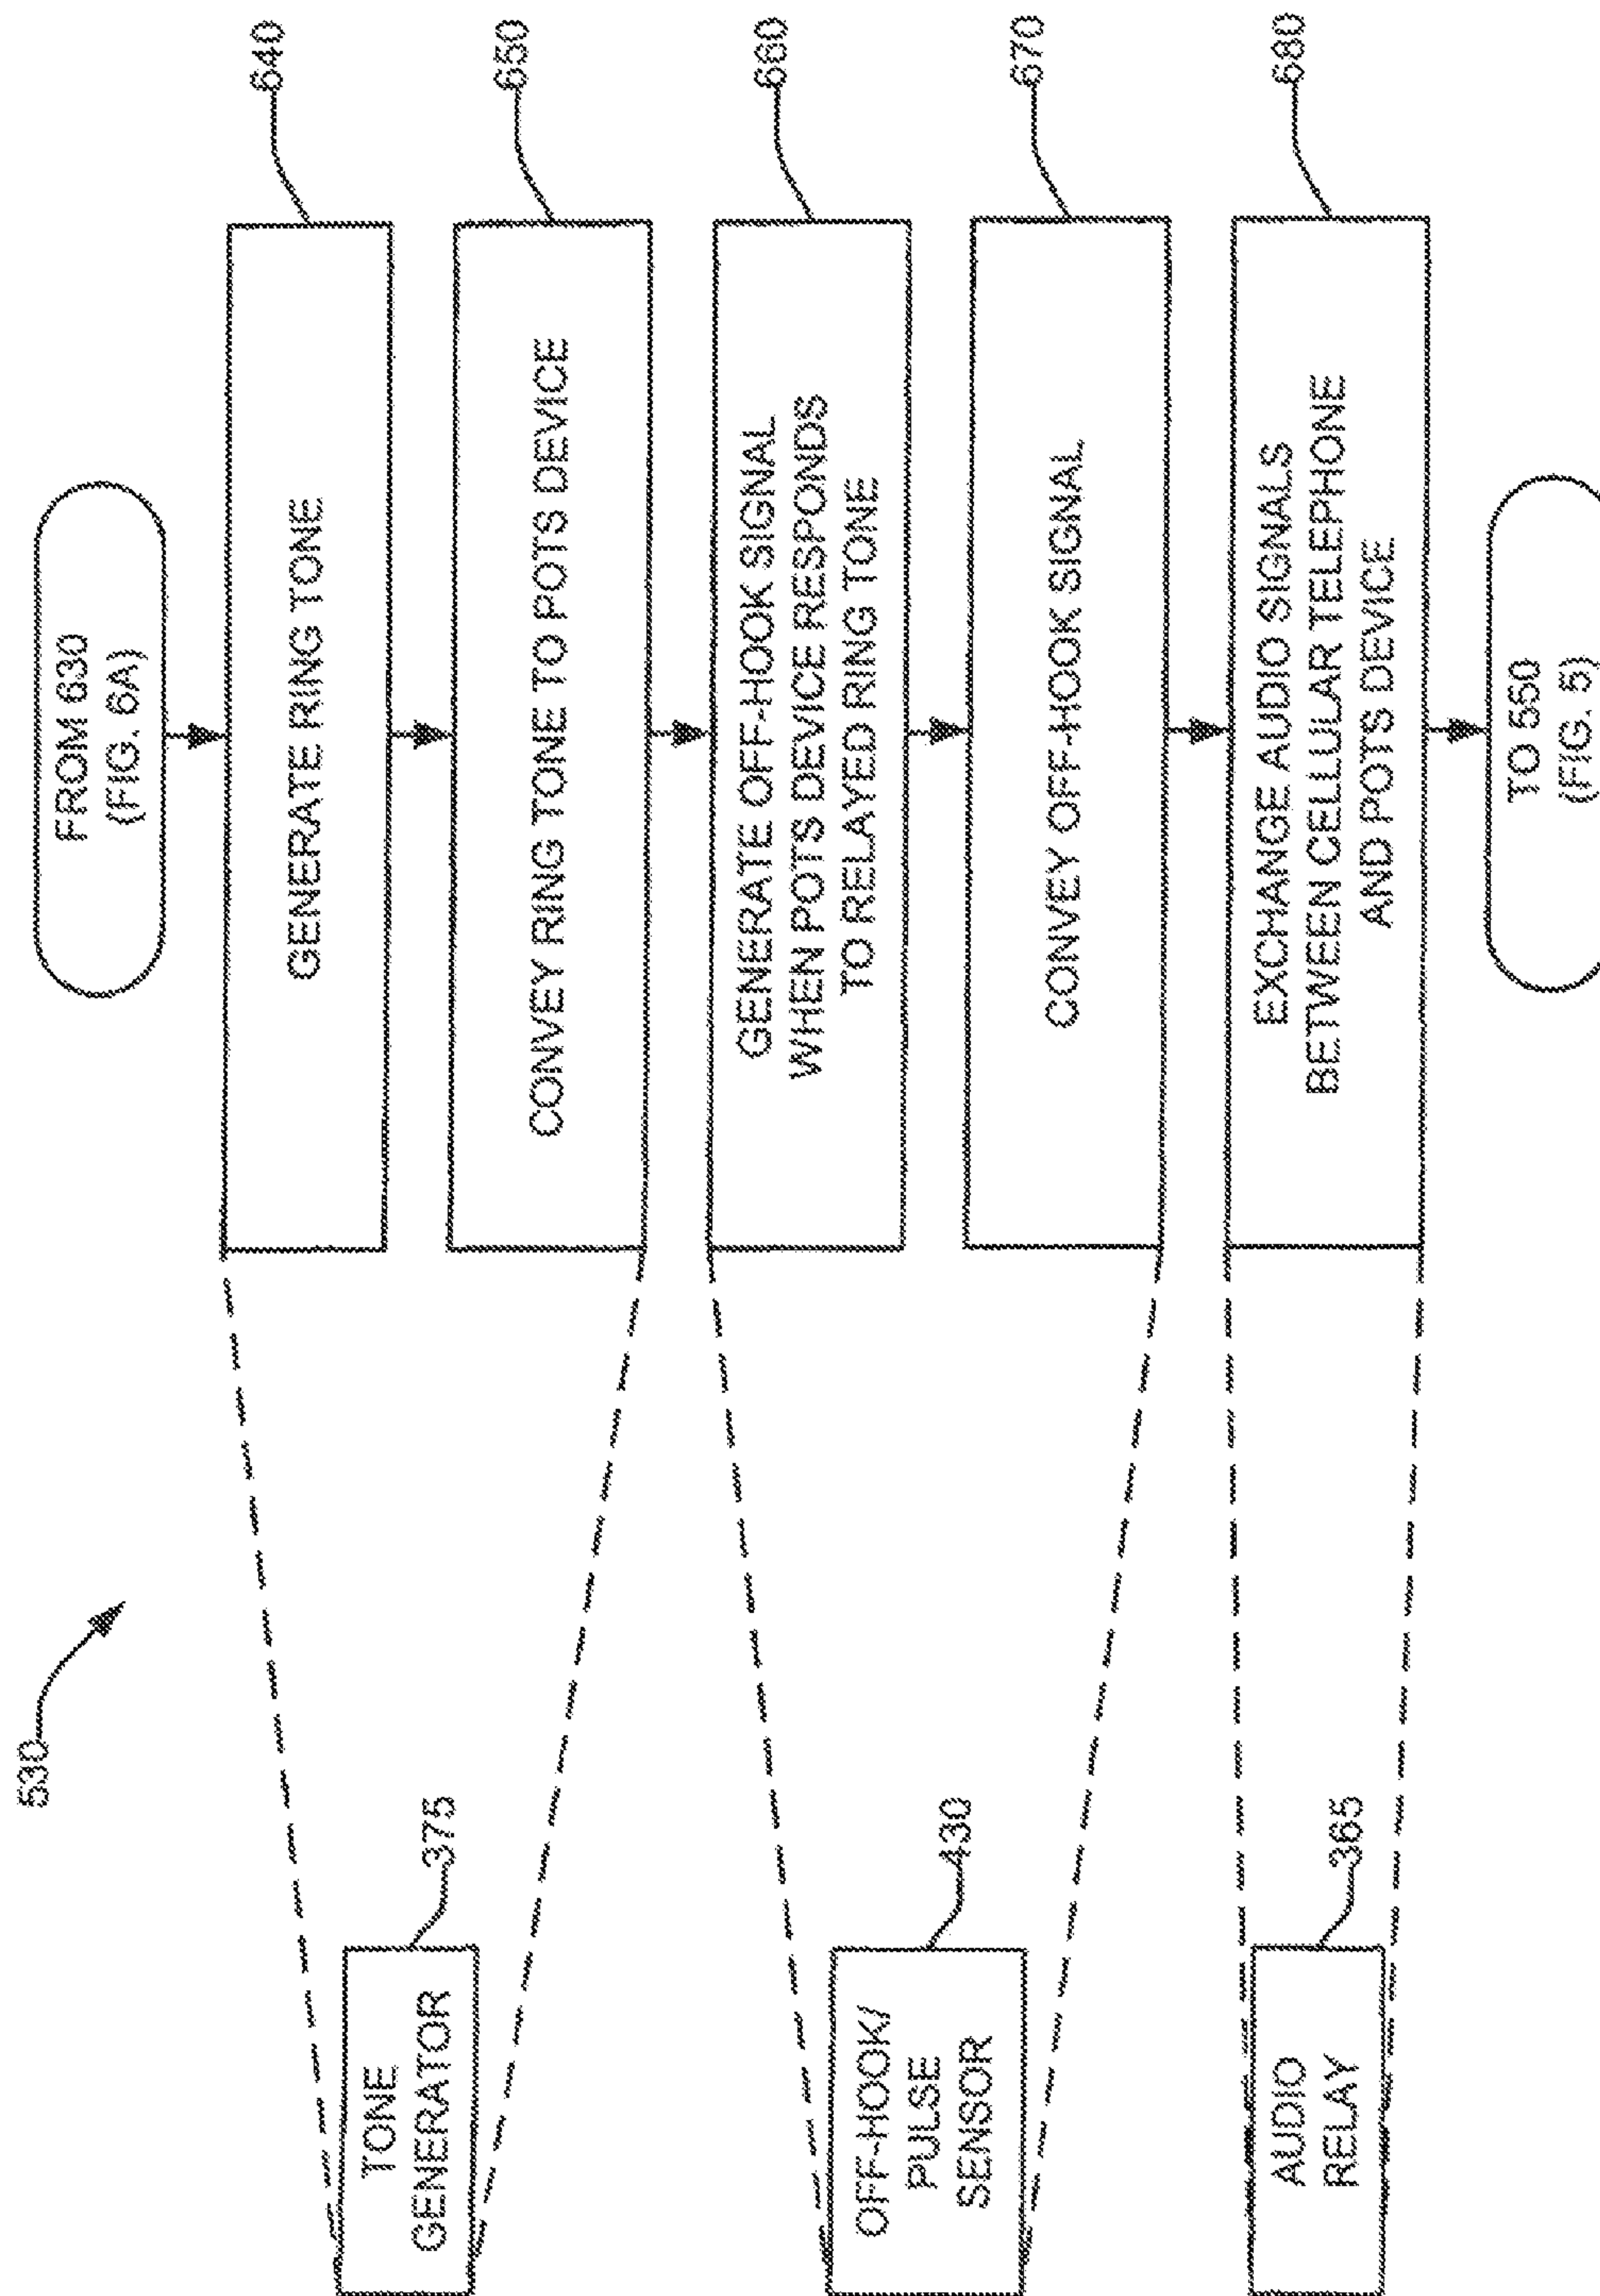 530
FROM 630
(FIG. 6A)
GENERATE RING TONE
640
CONVEY RING TONE TO POTS DEVICE
650
TONE
GENERATOR
375
GENERATE OFF-HOOK SIGNAL
WHEN POTS DEVICE RESPONDS
TO RELAYED RING TONE
660
CONVEY OFF-HOOK SIGNAL
670
OFF-HOOK/
PULSE
SENSOR
430
EXCHANGE AUDIO SIGNALS
BETWEEN CELLULAR TELEPHONE
AND POTS DEVICE
680
AUDIO
RELAY
365
TO 550
(FIG. 5)